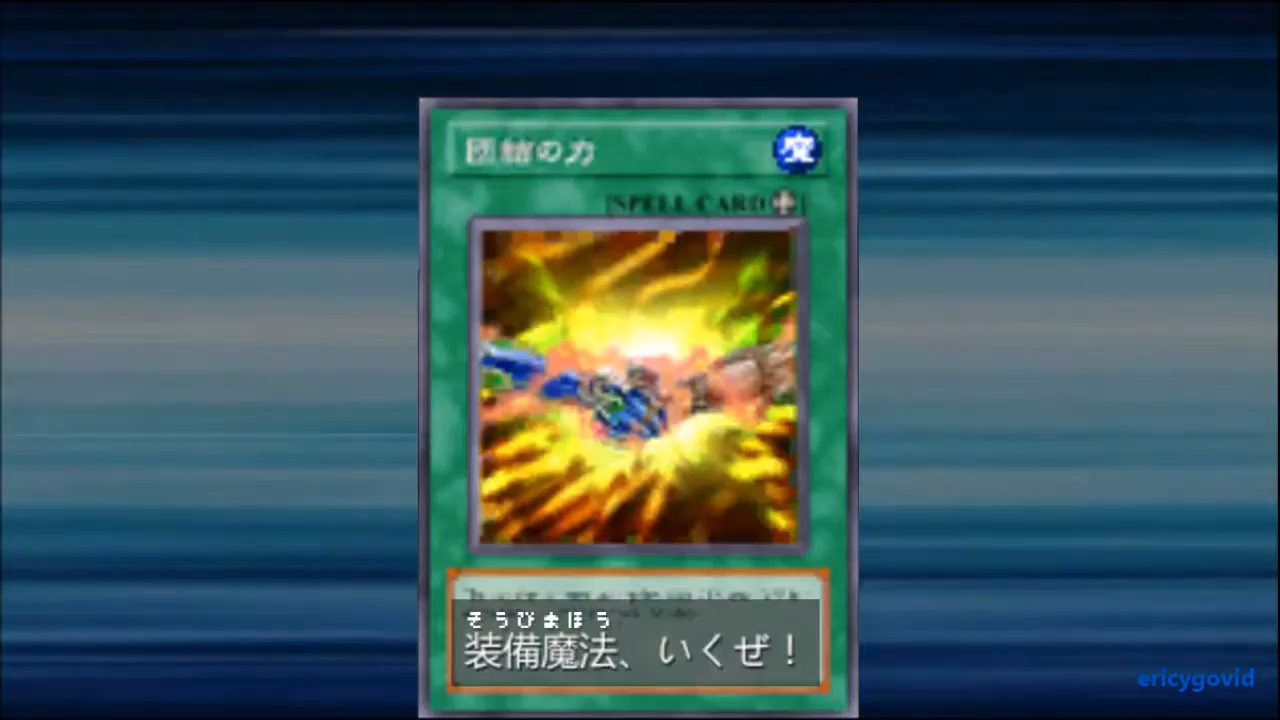 団結の力
変
[SPELL CARD]
そうびまほう
装備魔法、いくぜ！
ericygovid